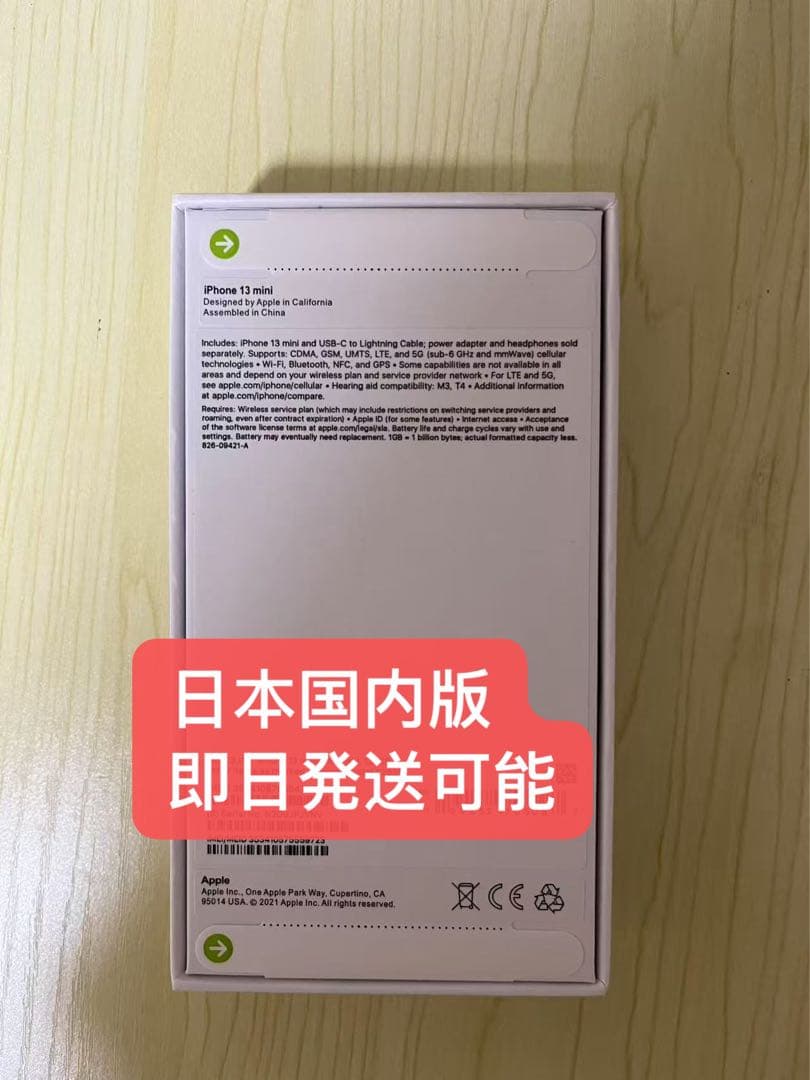 iPhone 13 mini
Designed by Apple in California
Assembled in China
Includes: iPhone 13 mini and USB-C to Lightning Cable; power adapter and headphones sold
separately. Supports: CDMA, GSM, UMTS, LTE, and 5G (sub-6 GHz and mmWave) cellular
technologies • Wi-Fi, Bluetooth, NFC, and GPS • Some capabilities are not available in all
areas and depend on your wireless plan and service provider network • For LTE and 5G,
see apple.com/iphone/cellular • Hearing aid compatibility: M3, T4 • Additional information
at apple.com/iphone/compare.
Requires: Wireless service plan (which may include restrictions on switching service providers and
roaming, even after contract expiration) • Apple ID (for some features) • Internet access • Acceptance
of the software license terms at apple.com/legal/sla. Battery life and charge cycles vary with use and
settings. Battery may eventually need replacement. 1GB = 1 billion bytes; actual formatted capacity less.
826-09421-A
日本国内版
即日発送可能
IMEI/MEID
Apple
Apple Inc., One Apple Park Way, Cupertino, CA
95014 USA. © 2021 Apple Inc. All rights reserved.